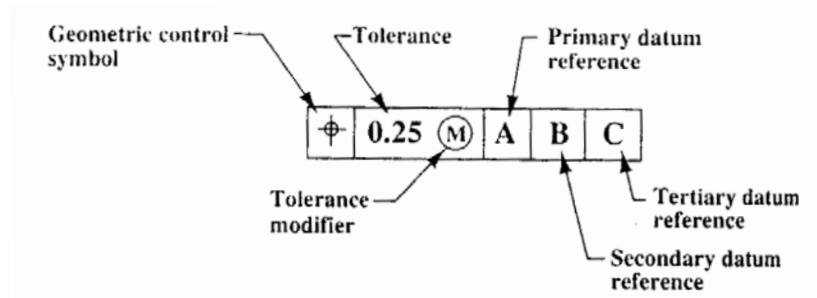 Geometric control symbol
Tolerance
Primary datum reference
⌖ 0.25 Ⓜ A B C
Tolerance modifier
Tertiary datum reference
Secondary datum reference